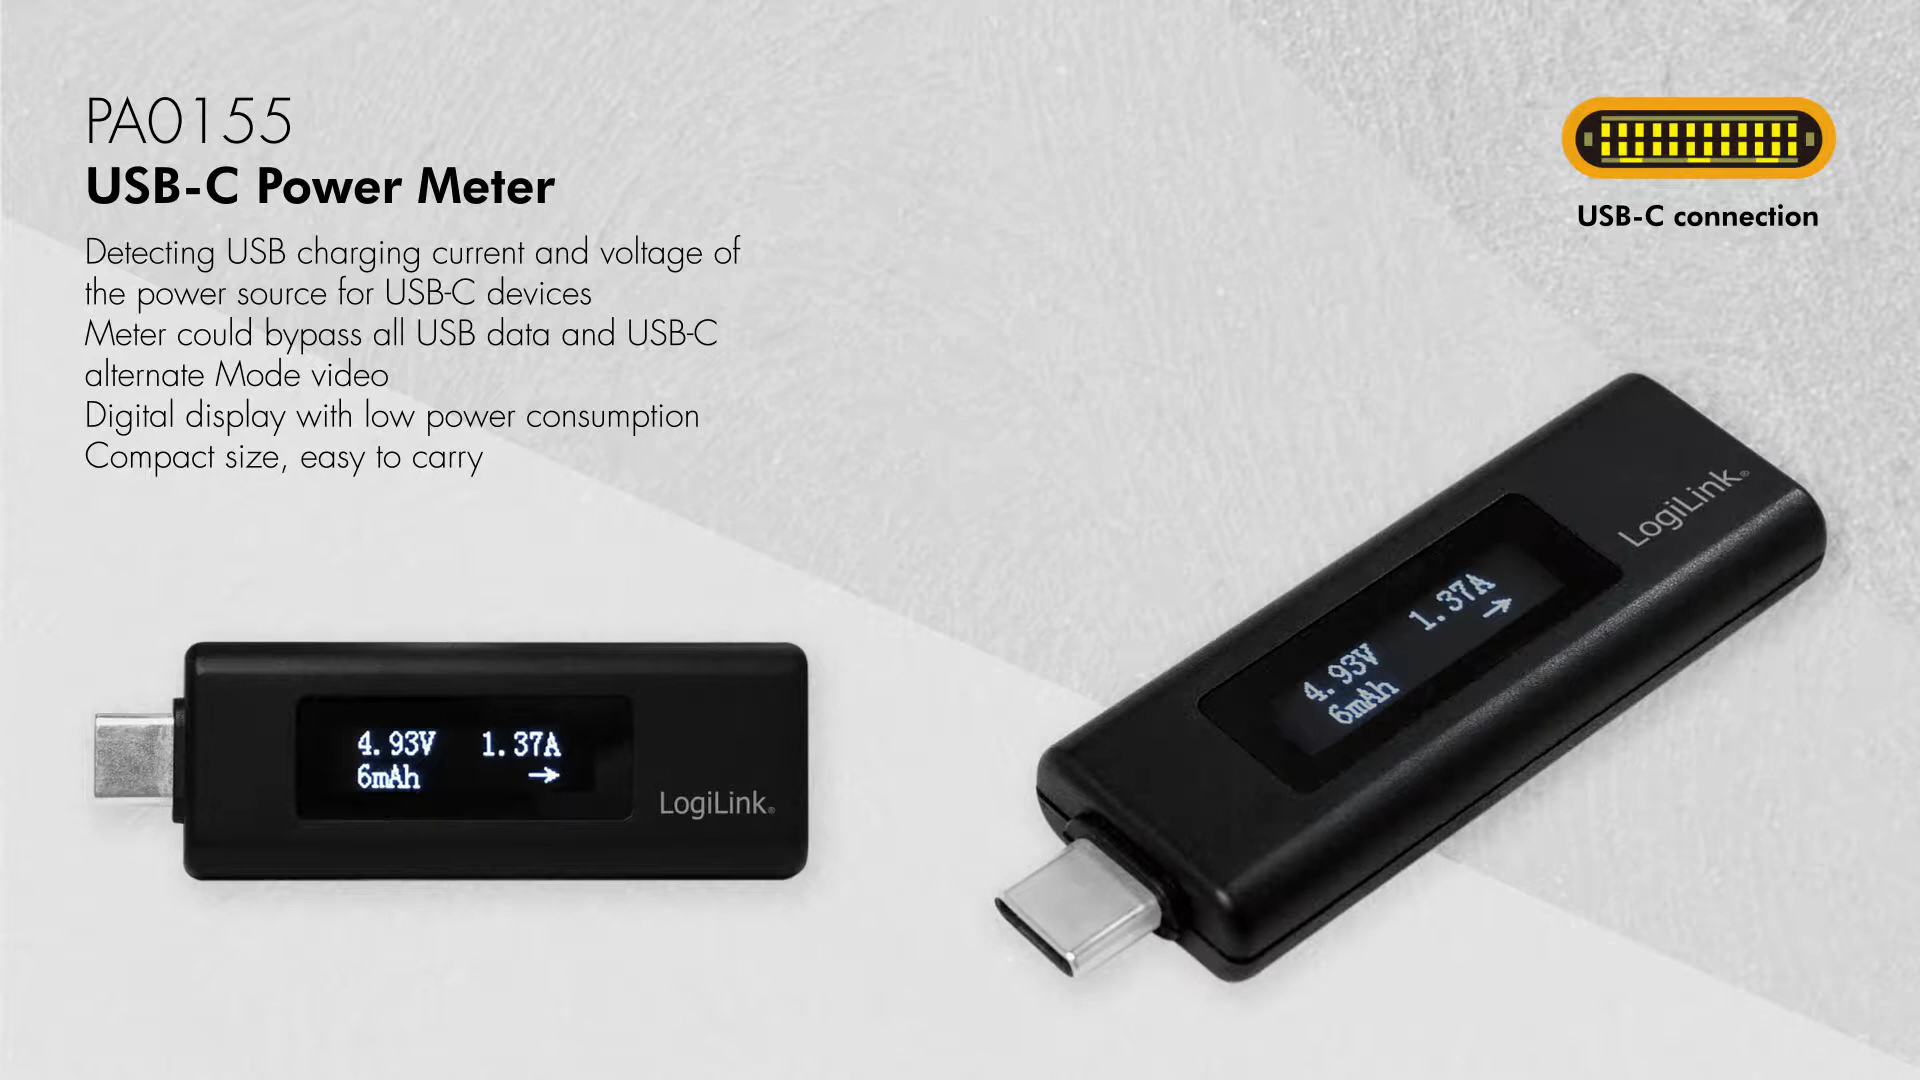 PA0155
USB-C Power Meter
Detecting USB charging current and voltage of
the power source for USB-C devices
Meter could bypass all USB data and USB-C
alternate Mode video
Digital display with low power consumption
Compact size, easy to carry
USB-C connection
4.93V 1.37A
6mAh →
LogiLink®
4.93V 1.37A
6mAh →
LogiLink®